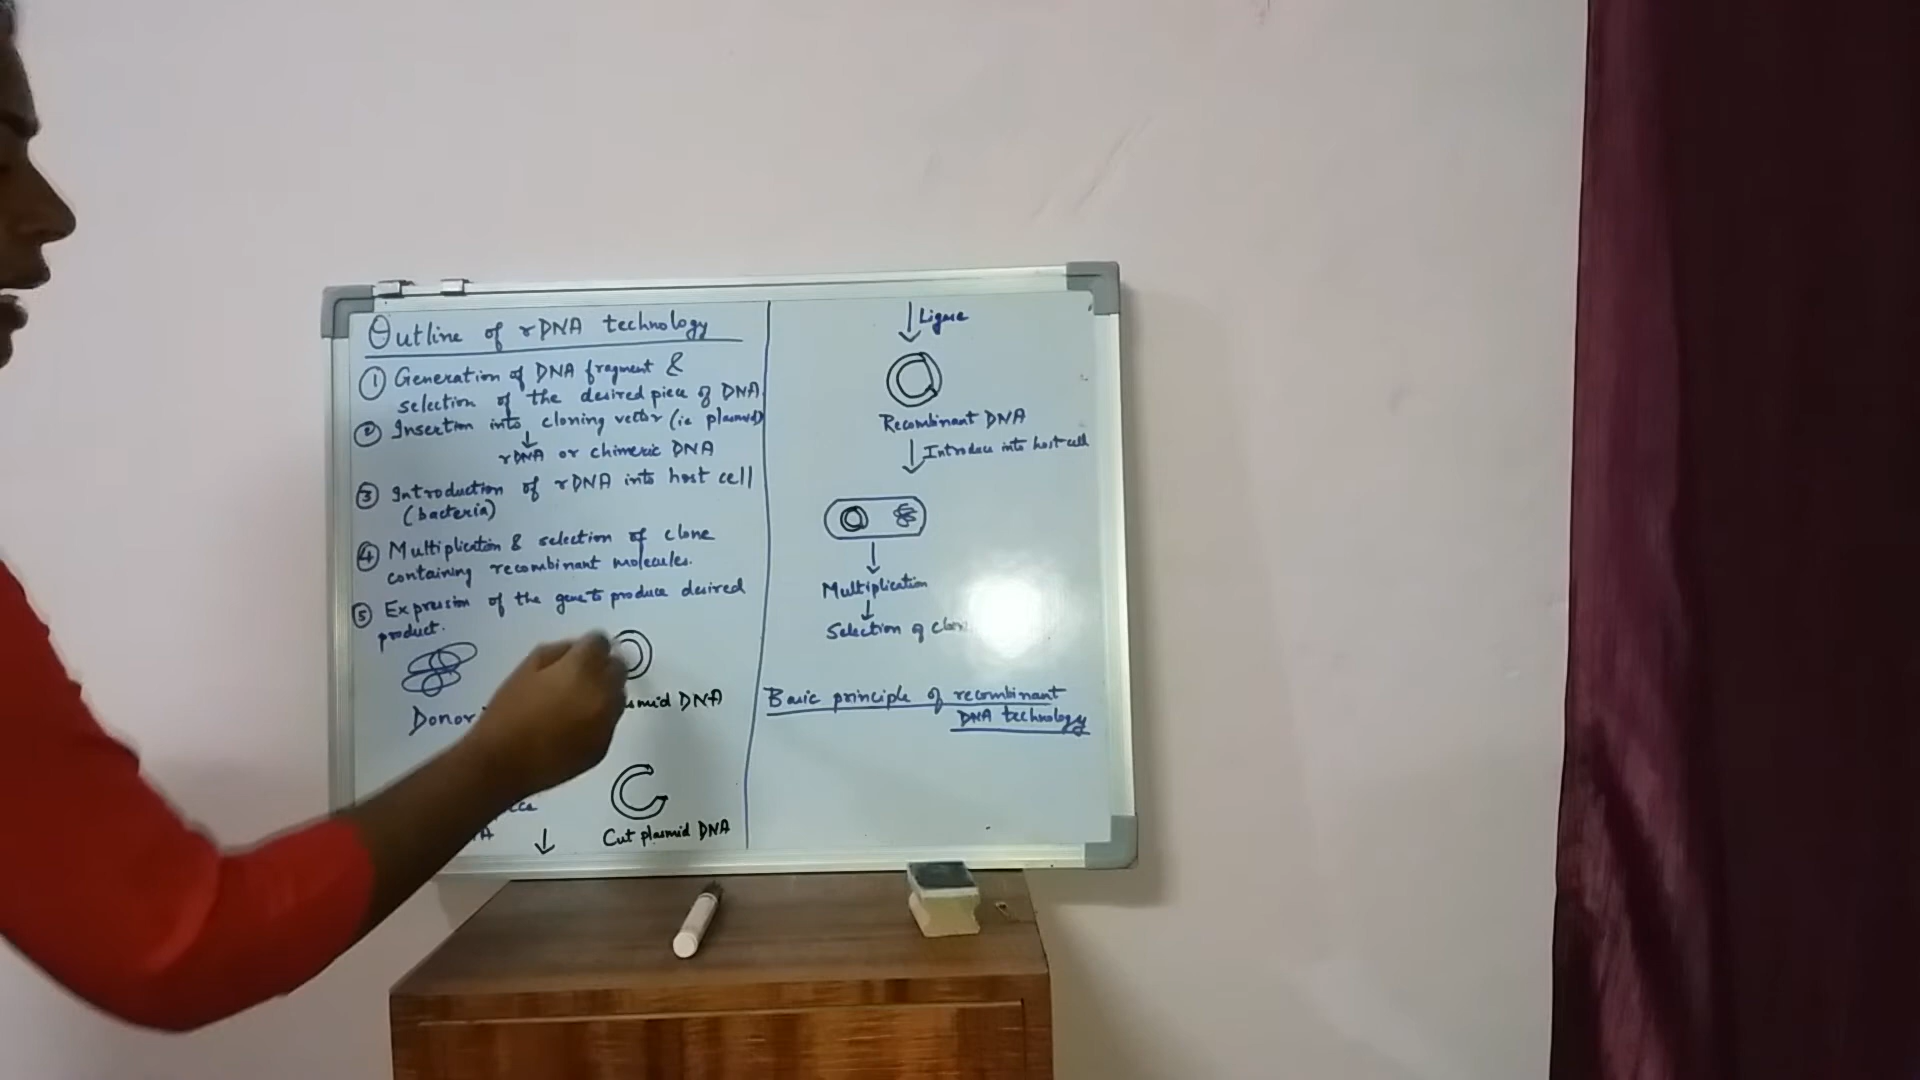 Outline of rDNA technology
① Generation of DNA fragment &
selection of the desired piece of DNA.
② Insertion into cloning vector (ie plasmid)
↓
rDNA or chimeric DNA
③ Introduction of rDNA into host cell
(bacteria)
④ Multiplication & selection of clone
containing recombinant molecules.
⑤ Expression of the gene to produce desired
product.
Donor
DNA
Cut plasmid DNA
↓
↓ Ligase
Recombinant DNA
↓ Introduce into host cell
↓
Multiplication
↓
Selection of
Basic principle of recombinant
DNA technology